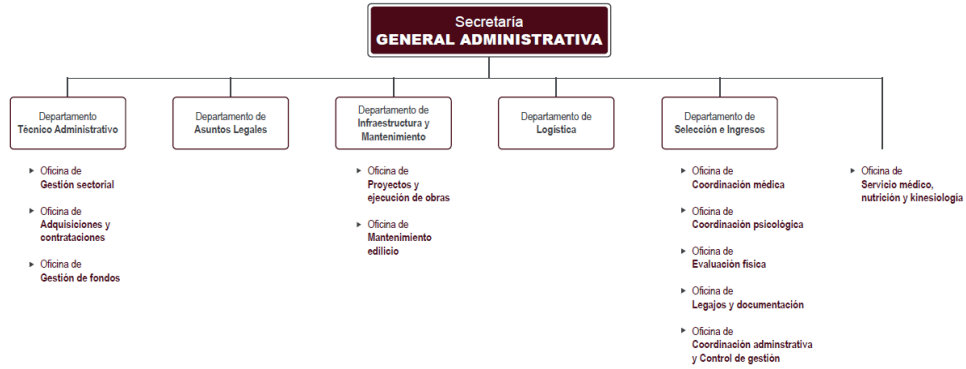 Secretaría
GENERAL ADMINISTRATIVA
Departamento
Técnico Administrativo
Departamento de
Asuntos Legales
Departamento de
Infraestructura y
Mantenimiento
Departamento de
Logística
Departamento de
Selección e Ingresos
Oficina de
Gestión sectorial
Oficina de
Adquisiciones y
contrataciones
Oficina de
Gestión de fondos
Oficina de
Proyectos y
ejecución de obras
Oficina de
Mantenimiento
edilicio
Oficina de
Coordinación médica
Oficina de
Coordinación psicológica
Oficina de
Evaluación física
Oficina de
Legajos y documentación
Oficina de
Coordinación adminstrativa
y Control de gestión
Oficina de
Servicio médico,
nutrición y kinesiología